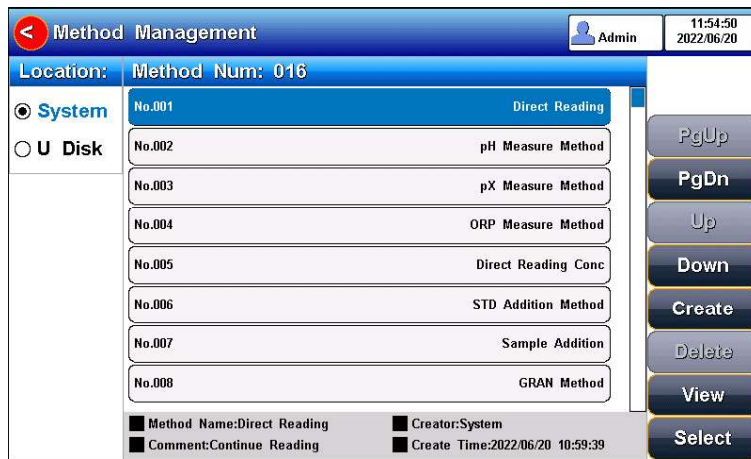 < Method Management
Admin
11:54:50
2022/06/20
Location:
Method Num: 016
System
U Disk
No.001 Direct Reading
No.002 pH Measure Method
No.003 pX Measure Method
No.004 ORP Measure Method
No.005 Direct Reading Conc
No.006 STD Addition Method
No.007 Sample Addition
No.008 GRAN Method
Method Name:Direct Reading Creator:System
Comment:Continue Reading Create Time:2022/06/20 10:59:39
PgUp
PgDn
Up
Down
Create
Delete
View
Select